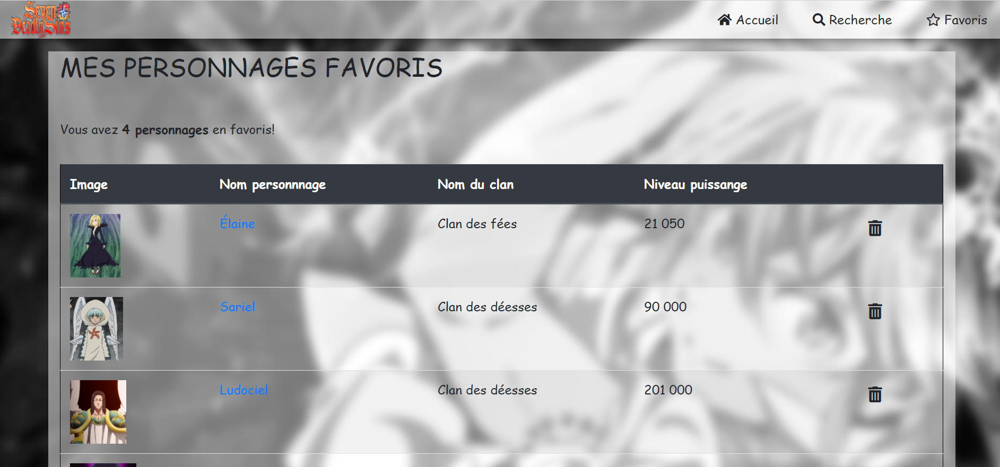 Seven
Deadly Sins
Accueil
Recherche
Favoris
MES PERSONNAGES FAVORIS
Vous avez 4 personnages en favoris!
Image Nom personnnage Nom du clan Niveau puissange
Élaine Clan des fées 21 050
Sariel Clan des déesses 90 000
Ludociel Clan des déesses 201 000